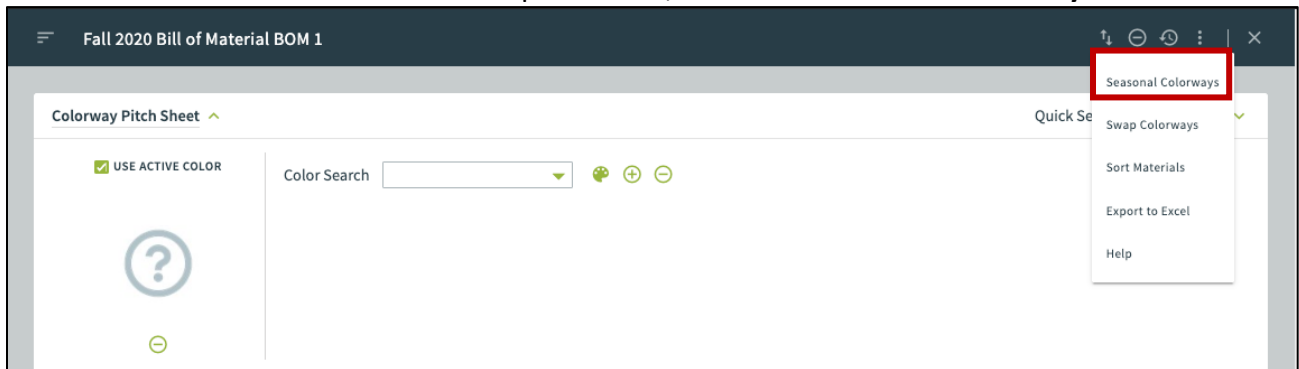 Fall 2020 Bill of Material BOM 1
Seasonal Colorways
Colorway Pitch Sheet
Quick Se
Swap Colorways
USE ACTIVE COLOR
Color Search
Sort Materials
Export to Excel
Help